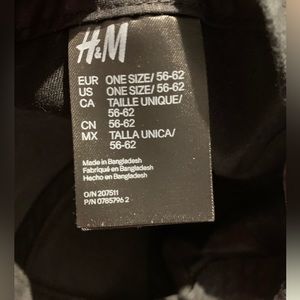 H&M
EUR ONE SIZE/ 56-62
US ONE SIZE/ 56-62
CA TAILLE UNIQUE/
56-62
CN 56-62
MX TALLA UNICA/
56-62
Made in Bangladesh
Fabriqué en Bangladesh
Hecho en Bangladesh
O/N 207511
P/N 0785796 2